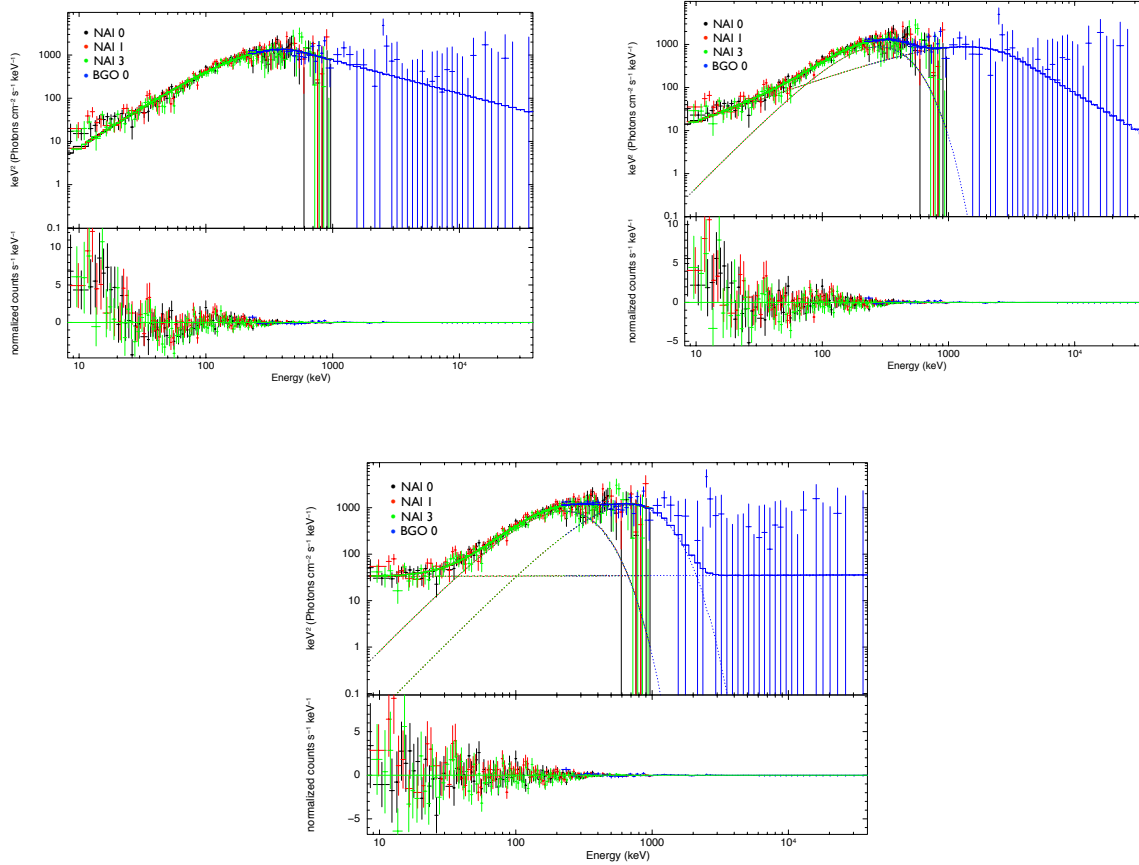 keV² (Photons cm⁻² s⁻¹ keV⁻¹)
1000
100
10
1
0.1
NAI 0
NAI 1
NAI 3
BGO 0
normalized counts s⁻¹ keV⁻¹
10
5
0
10
100
1000
10⁴
Energy (keV)
keV² (Photons cm⁻² s⁻¹ keV⁻¹)
1000
100
10
1
0.1
NAI 0
NAI 1
NAI 3
BGO 0
normalized counts s⁻¹ keV⁻¹
10
5
0
−5
10
100
1000
10⁴
Energy (keV)
keV² (Photons cm⁻² s⁻¹ keV⁻¹)
1000
100
10
1
0.1
NAI 0
NAI 1
NAI 3
BGO 0
normalized counts s⁻¹ keV⁻¹
5
0
−5
10
100
1000
10⁴
Energy (keV)